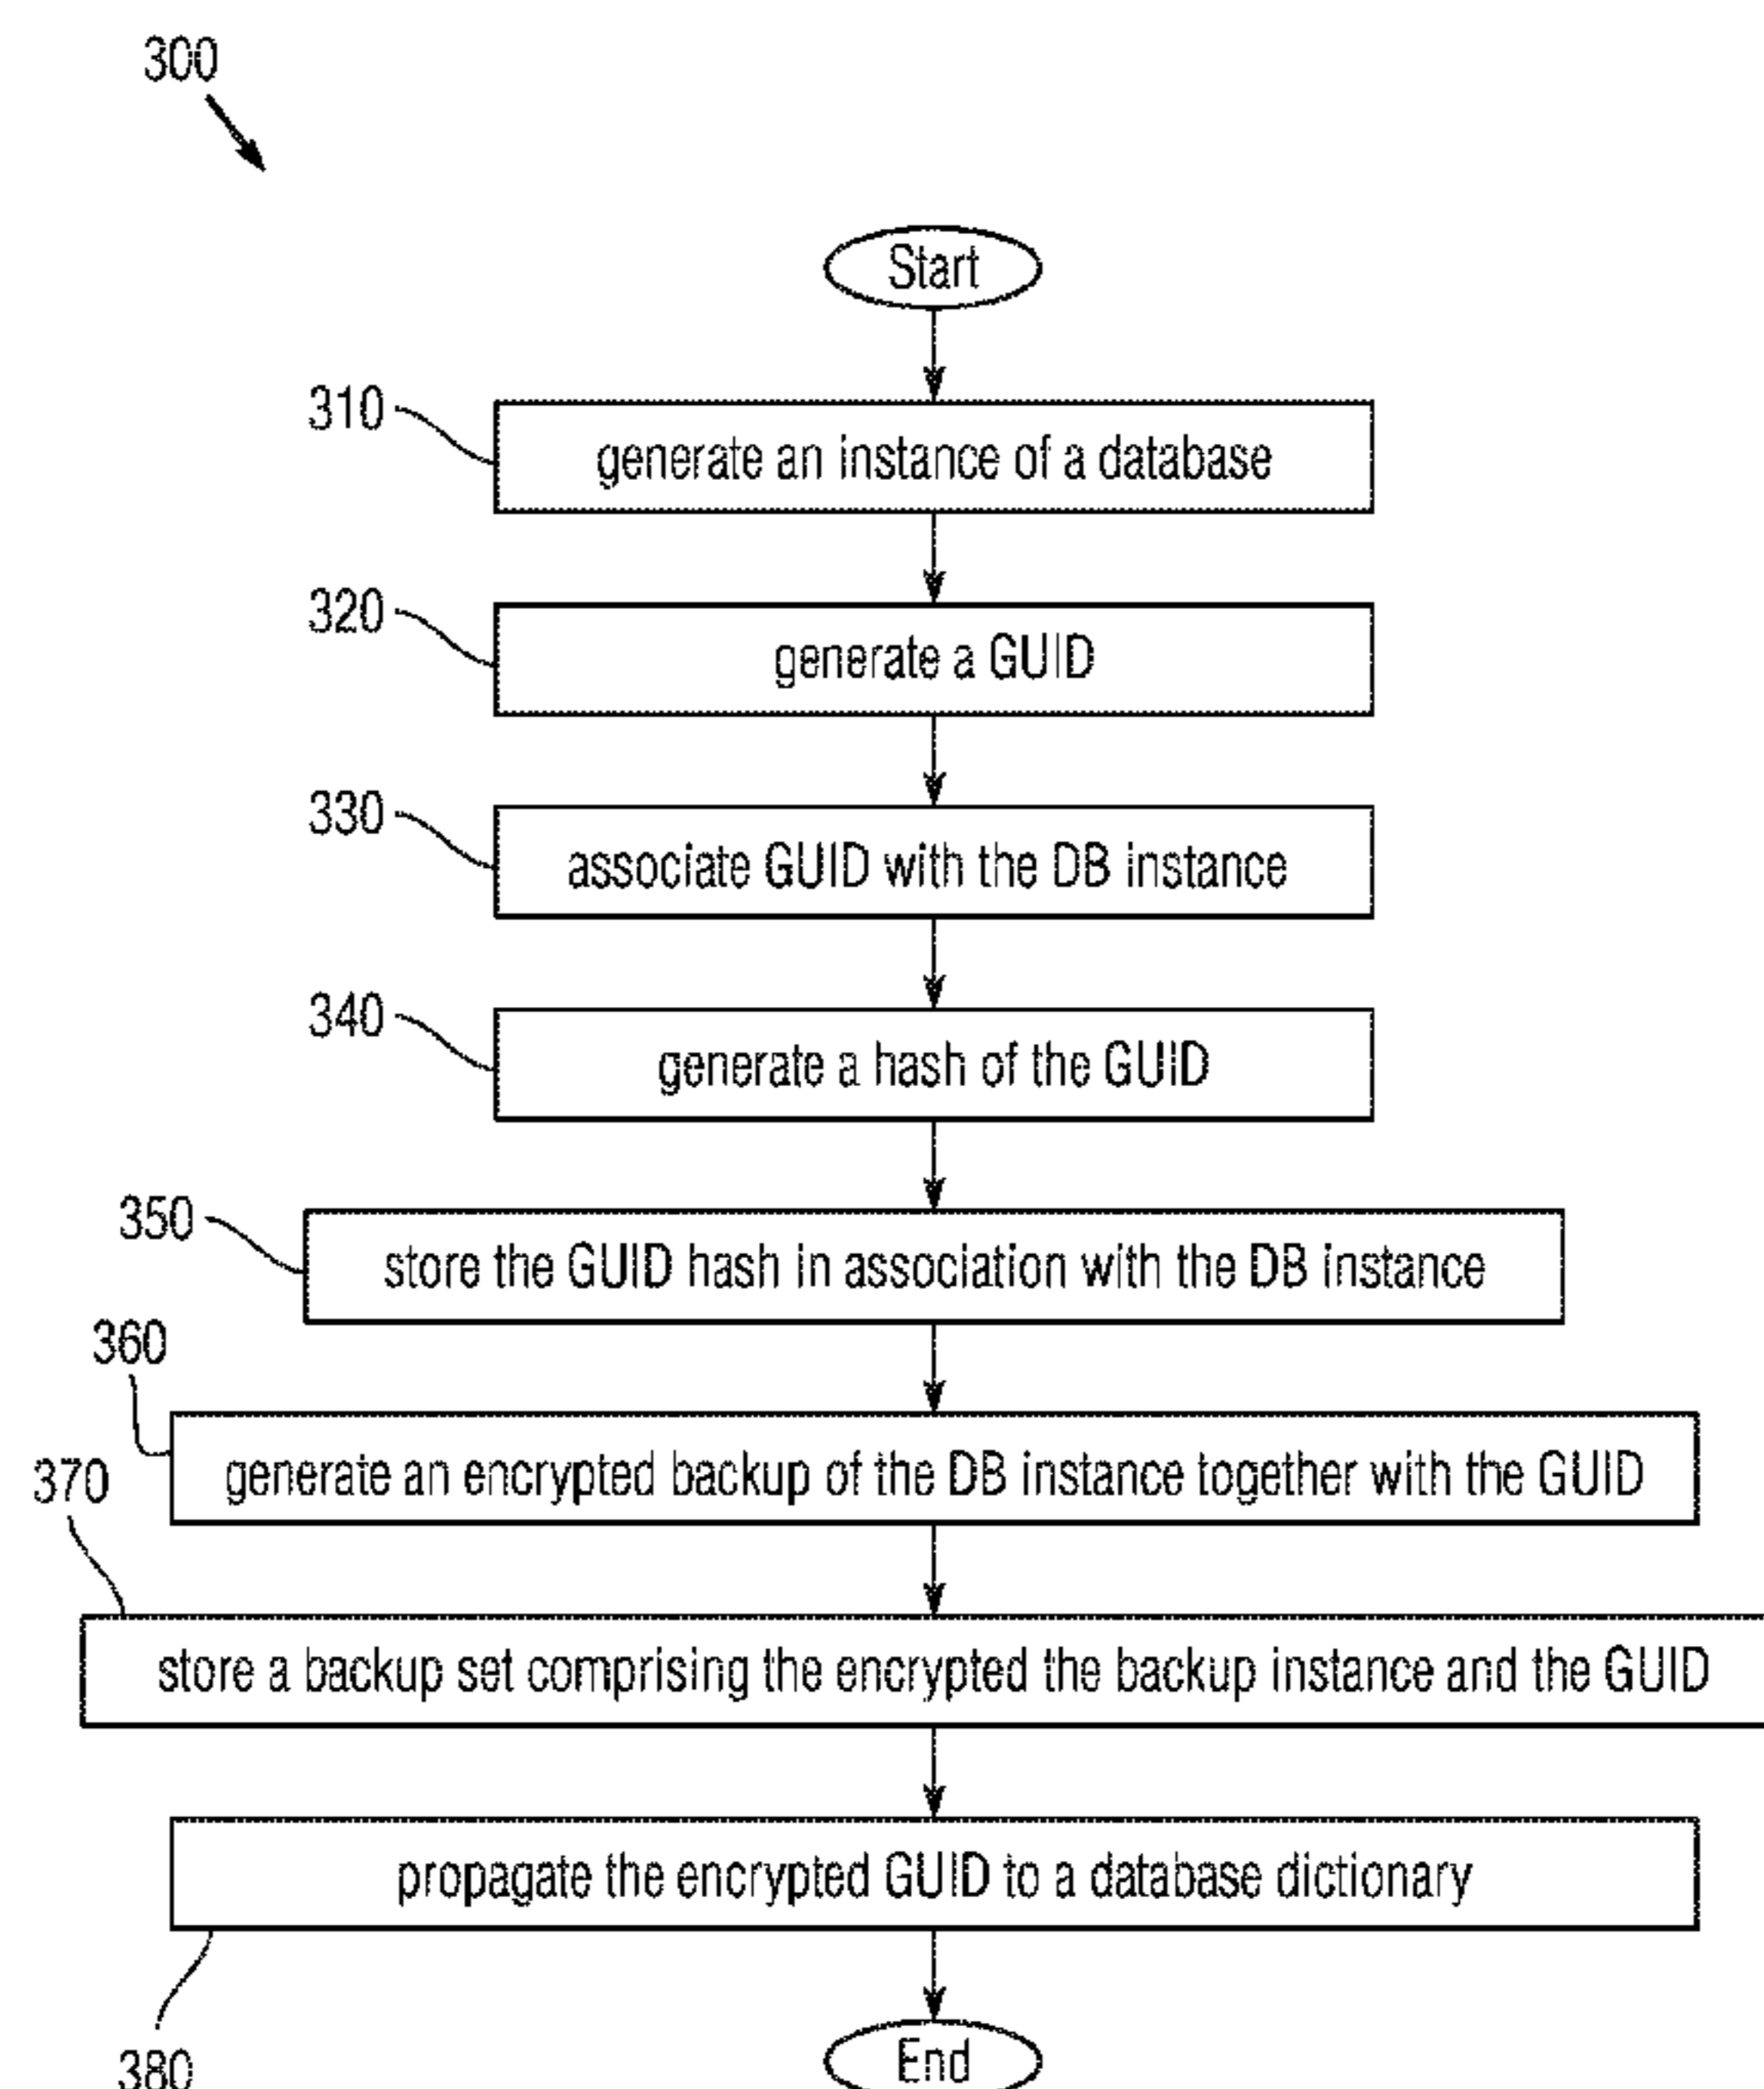 300
Start
310
generate an instance of a database
320
generate a GUID
330
associate GUID with the DB instance
340
generate a hash of the GUID
350
store the GUID hash in association with the DB instance
360
generate an encrypted backup of the DB instance together with the GUID
370
store a backup set comprising the encrypted the backup instance and the GUID
propagate the encrypted GUID to a database dictionary
380
End